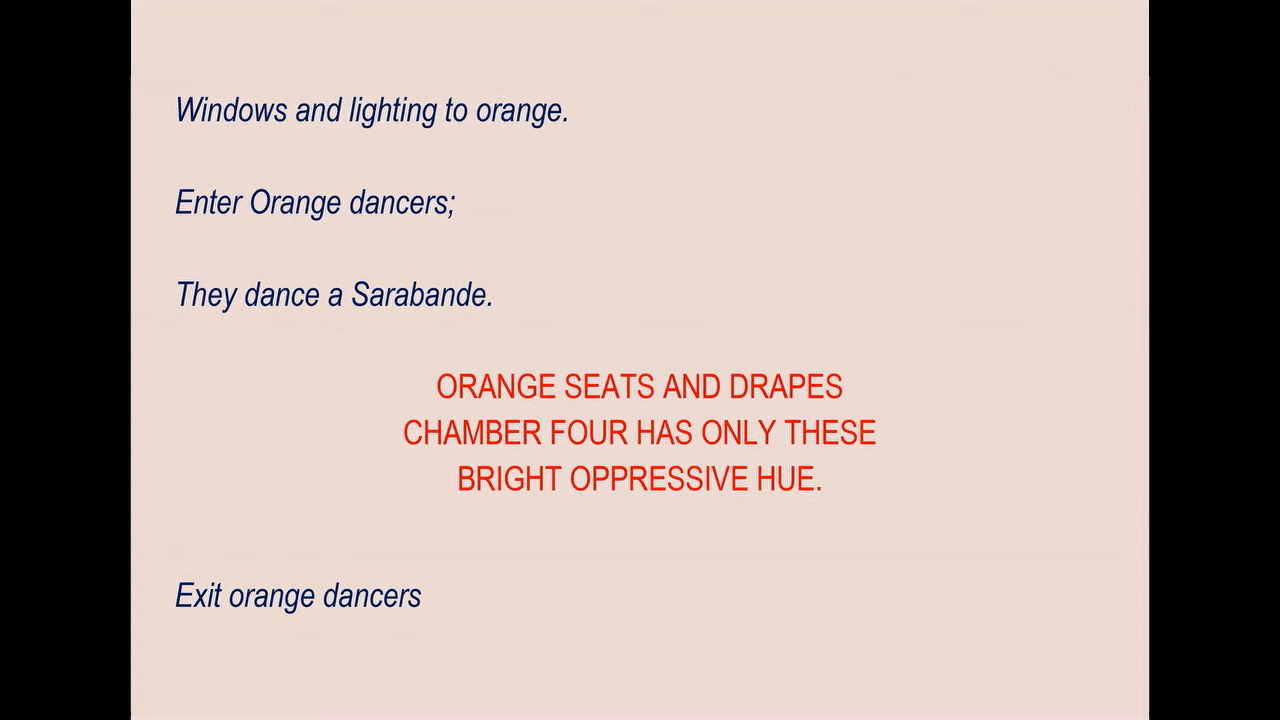 Windows and lighting to orange.
Enter Orange dancers;
They dance a Sarabande.
ORANGE SEATS AND DRAPES
CHAMBER FOUR HAS ONLY THESE
BRIGHT OPPRESSIVE HUE.
Exit orange dancers